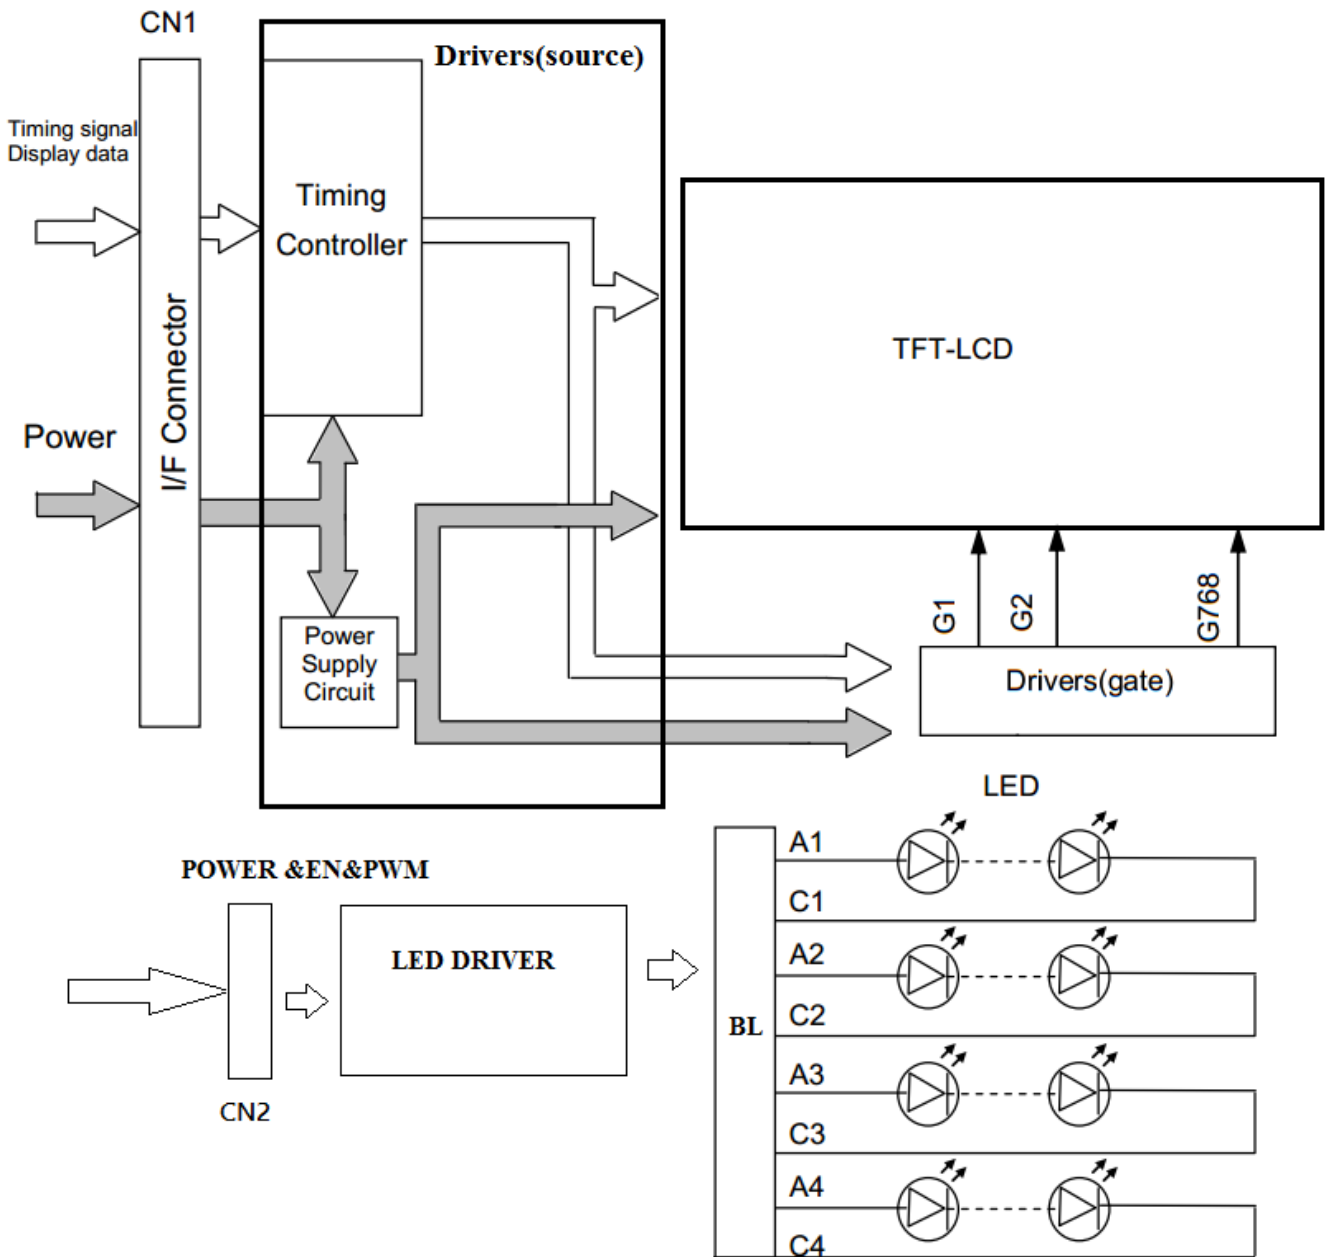 CN1
Drivers(source)
Timing signal
Display data
Timing
Controller
I/F Connector
Power
TFT-LCD
G1
G2
G768
Power
Supply
Circuit
Drivers(gate)
LED
POWER &EN&PWM
LED DRIVER
CN2
BL
A1
C1
A2
C2
A3
C3
A4
C4